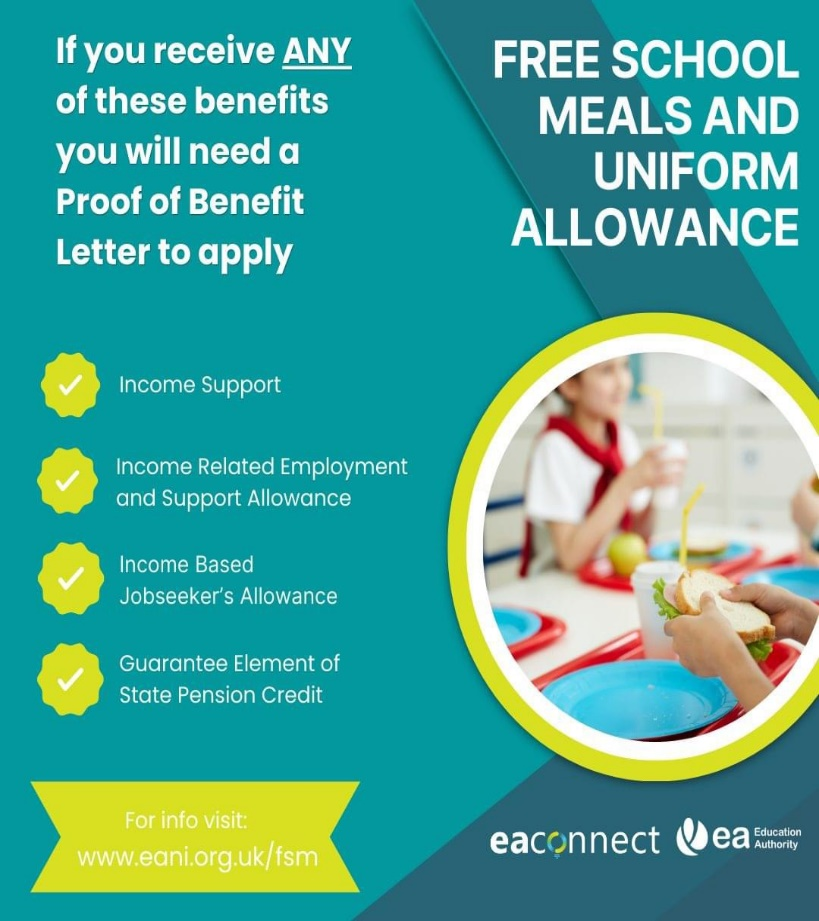 If you receive ANY
of these benefits
you will need a
Proof of Benefit
Letter to apply
FREE SCHOOL
MEALS AND
UNIFORM
ALLOWANCE
Income Support
Income Related Employment
and Support Allowance
Income Based
Jobseeker's Allowance
Guarantee Element of
State Pension Credit
For info visit:
www.eani.org.uk/fsm
eaconnect
ea Education
Authority